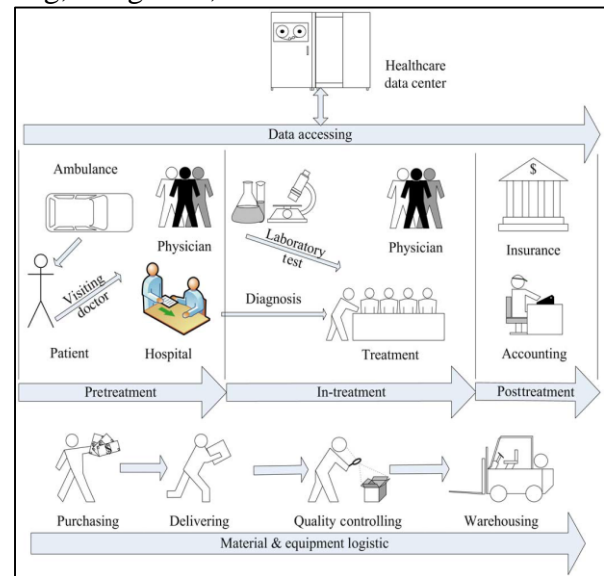 Healthcare
data center
Data accessing
Ambulance
Physician
Laboratory
test
Physician
$
Insurance
Visiting
doctor
Diagnosis
Patient
Hospital
Treatment
Accounting
Pretreatment
In-treatment
Posttreatment
Purchasing
Delivering
Quality controlling
Warehousing
Material & equipment logistic